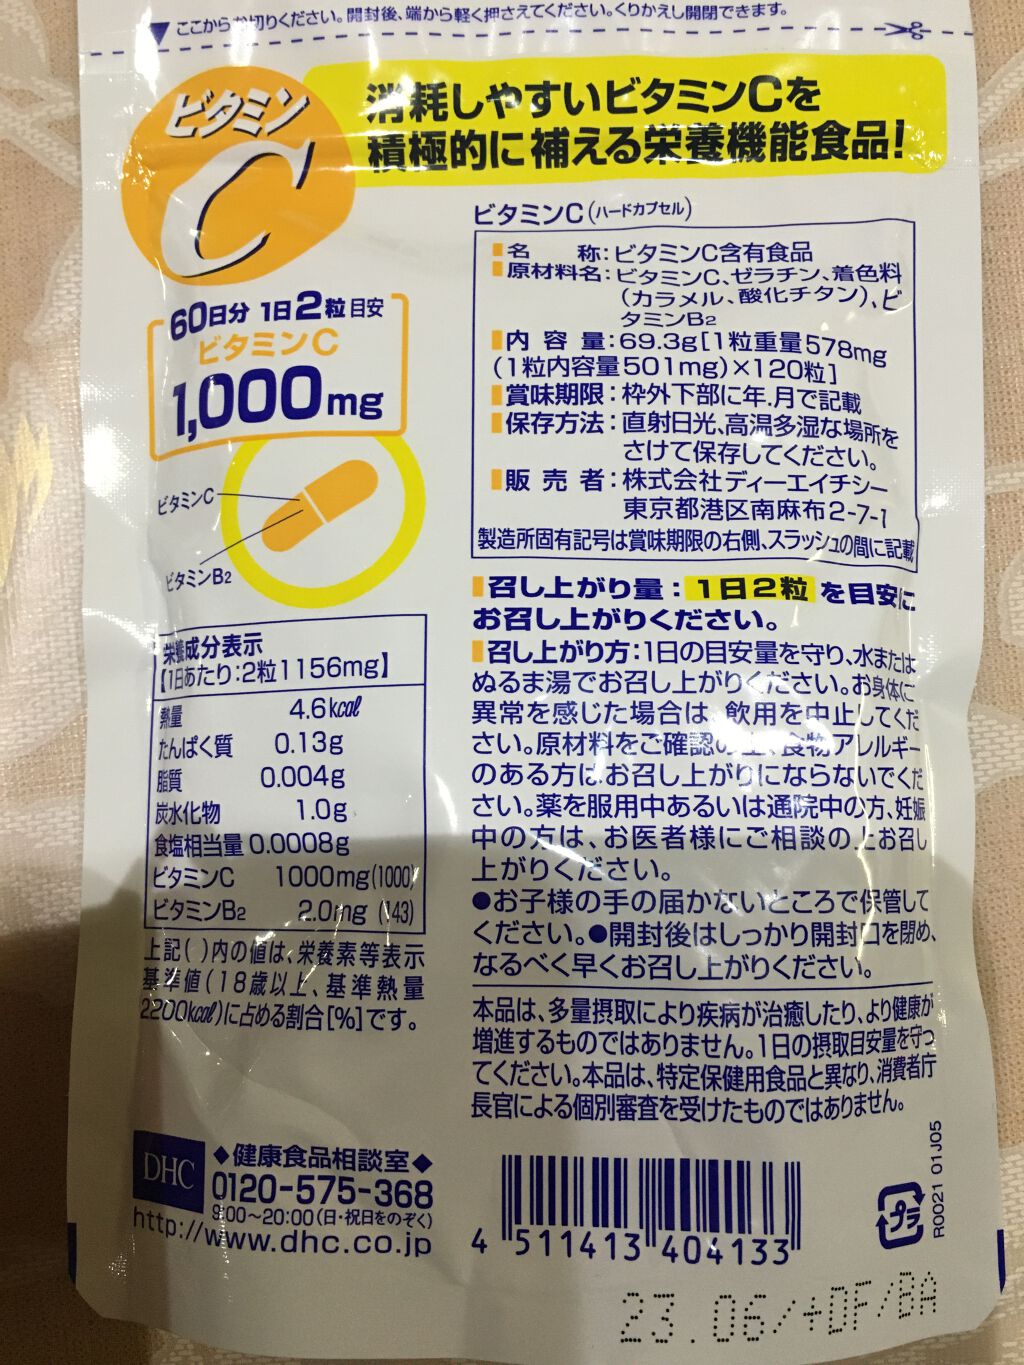 ここからお切りください。開封後、端から軽く押さえてください。くりかえし開閉できます。
ビタミン
C
消耗しやすいビタミンCを
積極的に補える栄養機能食品!
60日分 1日2粒目安
ビタミンC
1,000mg
ビタミンC
ビタミンB2
ビタミンC(ハードカプセル)
名 称:ビタミンC含有食品
原材料名:ビタミンC、ゼラチン、着色料
(カラメル、酸化チタン)、ビ
タミンB2
内容量:69.3g[1粒重量578mg
(1粒内容量501mg)×120粒]
賞味期限:枠外下部に年.月で記載
保存方法:直射日光、高温多湿な場所を
さけて保存してください。
販売者:株式会社ディーエイチシー
東京都港区南麻布2-7-1
製造所固有記号は賞味期限の右側、スラッシュの間に記載
召し上がり量:1日2粒を目安に
お召し上がりください。
召し上がり方:1日の目安量を守り、水または
ぬるま湯でお召し上がりください。お身体に
異常を感じた場合は、飲用を中止してくだ
さい。原材料をご確認の上、食物アレルギー
のある方はお召し上がりにならないでくだ
さい。薬を服用中あるいは通院中の方、妊娠
中の方は、お医者様にご相談の上お召し
上がりください。
●お子様の手の届かないところで保管して
ください。●開封後はしっかり開封口を閉め、
なるべく早くお召し上がりください。
本品は、多量摂取により疾病が治癒したり、より健康が
増進するものではありません。1日の摂取目安量を守っ
てください。本品は、特定保健用食品と異なり、消費者庁
長官による個別審査を受けたものではありません。
栄養成分表示
【1日あたり:2粒1156mg】
熱量 4.6kcal
たんぱく質 0.13g
脂質 0.004g
炭水化物 1.0g
食塩相当量 0.0008g
ビタミンC 1000mg(1000)
ビタミンB2 2.0mg (143)
上記( )内の値は、栄養素等表示
基準値(18歳以上、基準熱量
2200kcal)に占める割合[%]です。
DHC
◆健康食品相談室◆
0120-575-368
9:00〜20:00(日・祝日をのぞく)
http://www.dhc.co.jp
4 511413 404133
プラ
R0021 01J05
23.06/+DF/BA